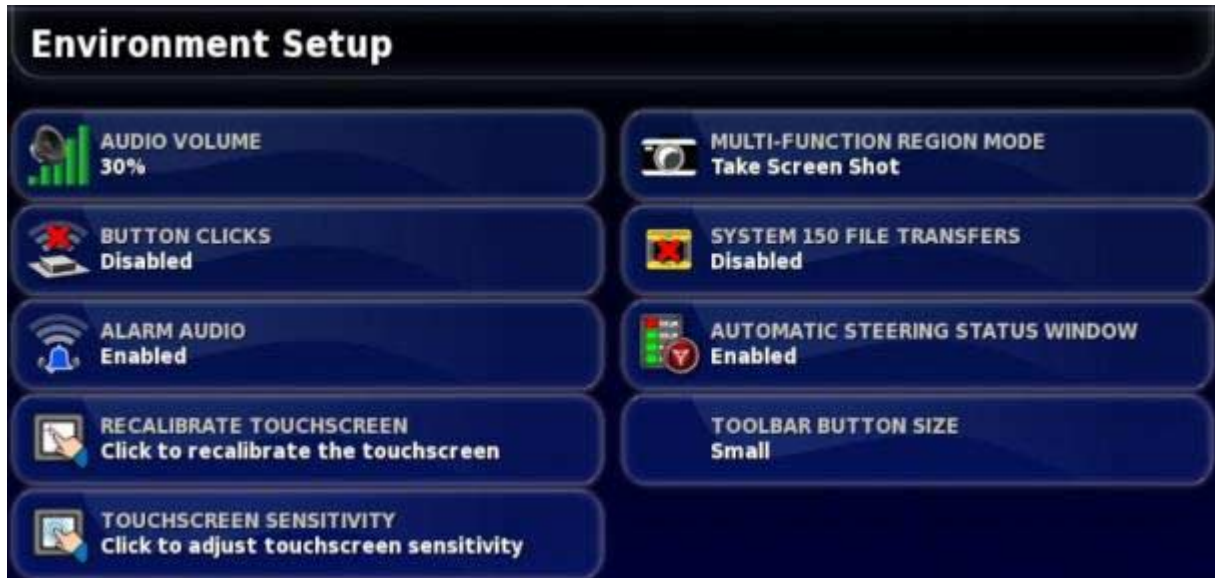 Environment Setup
AUDIO VOLUME
30%
MULTI-FUNCTION REGION MODE
Take Screen Shot
BUTTON CLICKS
Disabled
SYSTEM 150 FILE TRANSFERS
Disabled
ALARM AUDIO
Enabled
AUTOMATIC STEERING STATUS WINDOW
Enabled
RECALIBRATE TOUCHSCREEN
Click to recalibrate the touchscreen
TOOLBAR BUTTON SIZE
Small
TOUCHSCREEN SENSITIVITY
Click to adjust touchscreen sensitivity